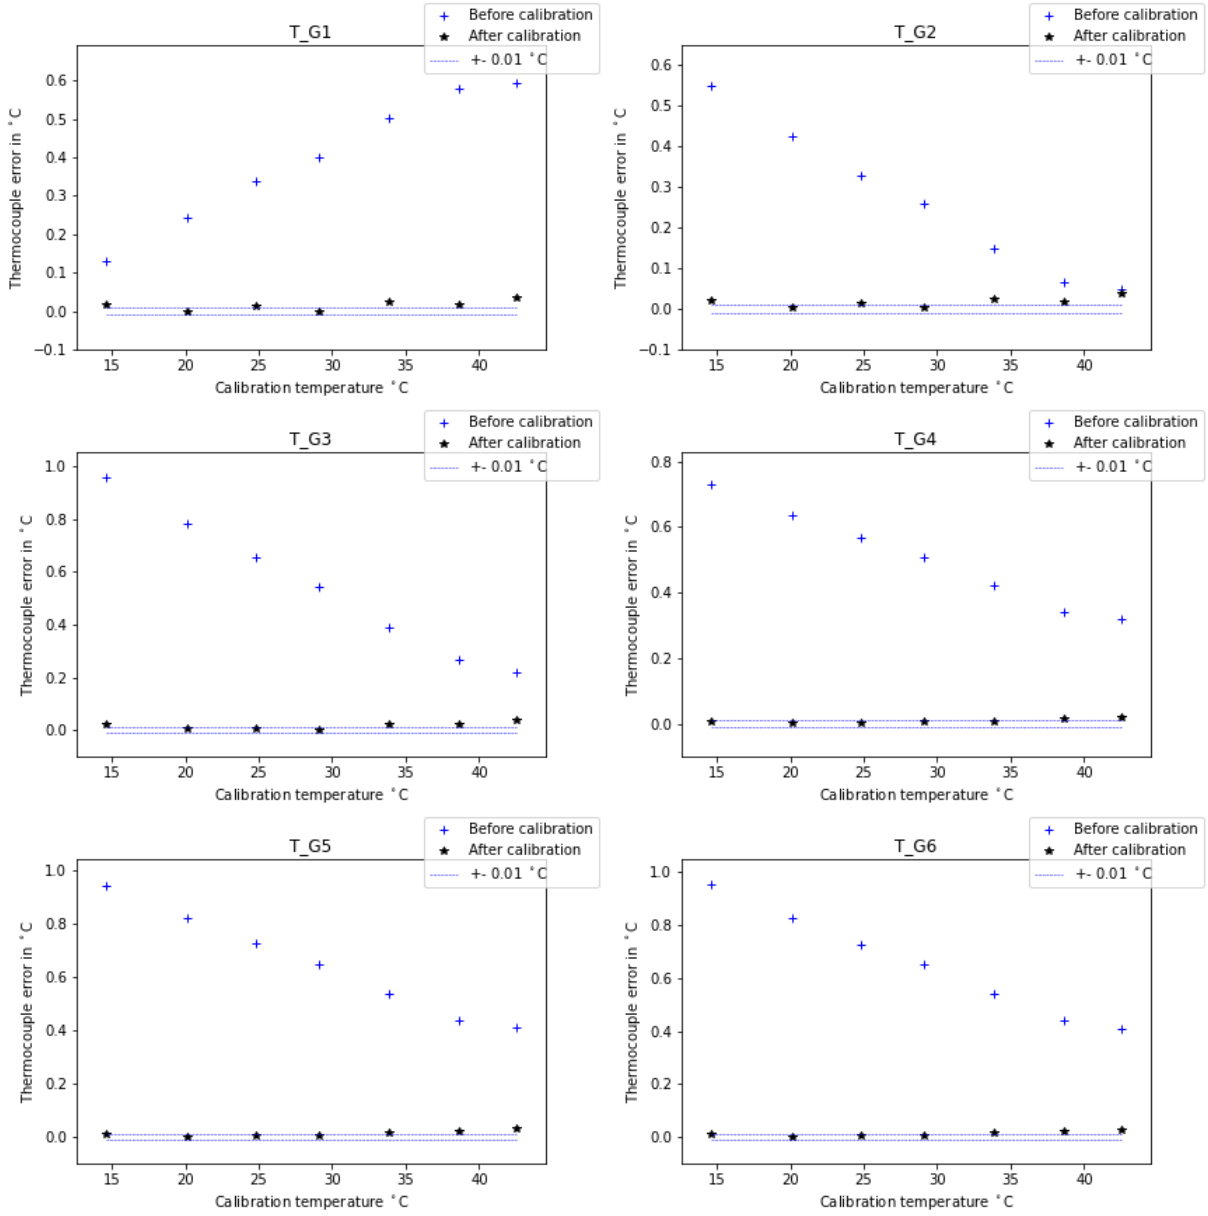 T_G1
Before calibration
After calibration
+- 0.01 °C
Thermocouple error in °C
0.6
0.5
0.4
0.3
0.2
0.1
0.0
−0.1
15 20 25 30 35 40
Calibration temperature °C
T_G2
Before calibration
After calibration
+- 0.01 °C
Thermocouple error in °C
0.6
0.5
0.4
0.3
0.2
0.1
0.0
−0.1
15 20 25 30 35 40
Calibration temperature °C
T_G3
Before calibration
After calibration
+- 0.01 °C
Thermocouple error in °C
1.0
0.8
0.6
0.4
0.2
0.0
15 20 25 30 35 40
Calibration temperature °C
T_G4
Before calibration
After calibration
+- 0.01 °C
Thermocouple error in °C
0.8
0.6
0.4
0.2
0.0
15 20 25 30 35 40
Calibration temperature °C
T_G5
Before calibration
After calibration
+- 0.01 °C
Thermocouple error in °C
1.0
0.8
0.6
0.4
0.2
0.0
15 20 25 30 35 40
Calibration temperature °C
T_G6
Before calibration
After calibration
+- 0.01 °C
Thermocouple error in °C
1.0
0.8
0.6
0.4
0.2
0.0
15 20 25 30 35 40
Calibration temperature °C